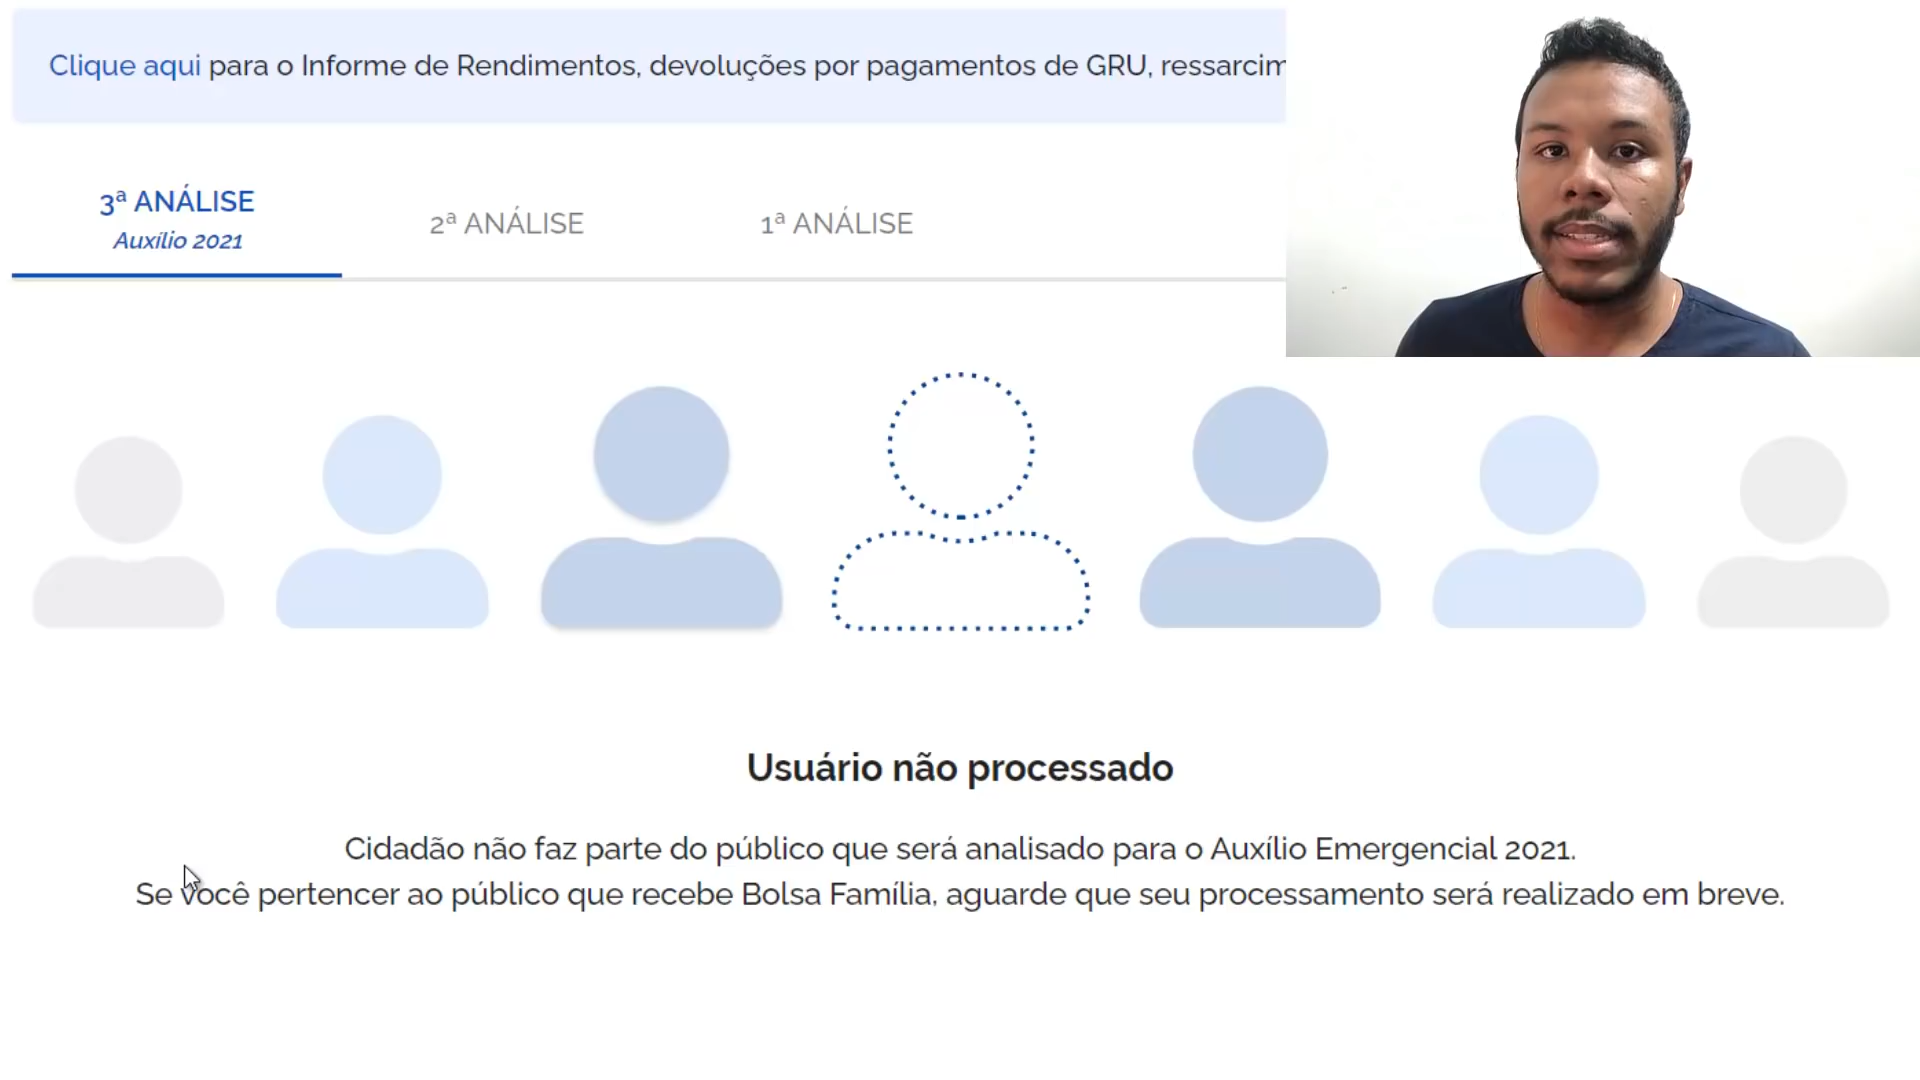 Clique aqui para o Informe de Rendimentos, devoluções por pagamentos de GRU,
3ª ANÁLISE
Auxílio 2021
2ª ANÁLISE
1ª ANÁLISE
Usuário não processado
Cidadão não faz parte do público que será analisado para o Auxílio Emergencial 2021.
Se você pertencer ao público que recebe Bolsa Família, aguarde que seu processamento será realizado em breve.